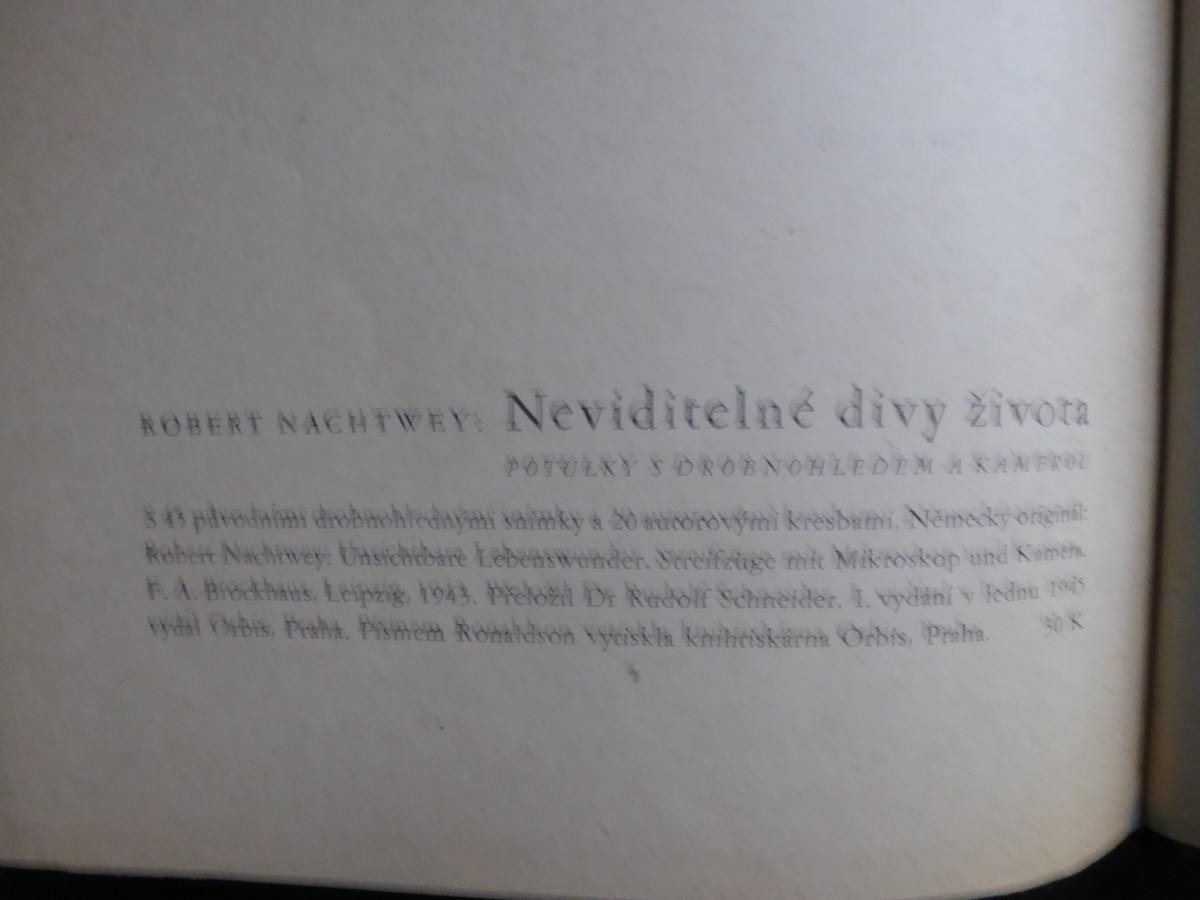 ROBERT NACHTWEY: Neviditelné divy života
POTULKY S DROBNOHLEDEM A KAMEROU
S 43 původními drobnohlednými snímky a 20 autorovými kresbami. Německý originál:
Robert Nachtwey: Unsichtbare Lebenswunder. Streifzüge mit Mikroskop und Kamera.
F. A. Brockhaus, Leipzig, 1943. Přeložil Dr Rudolf Schneider. I. vydání v lednu 1945
vydal Orbis, Praha. Písmem Ronaldson vytiskla knihtiskárna Orbis, Praha. 30 K